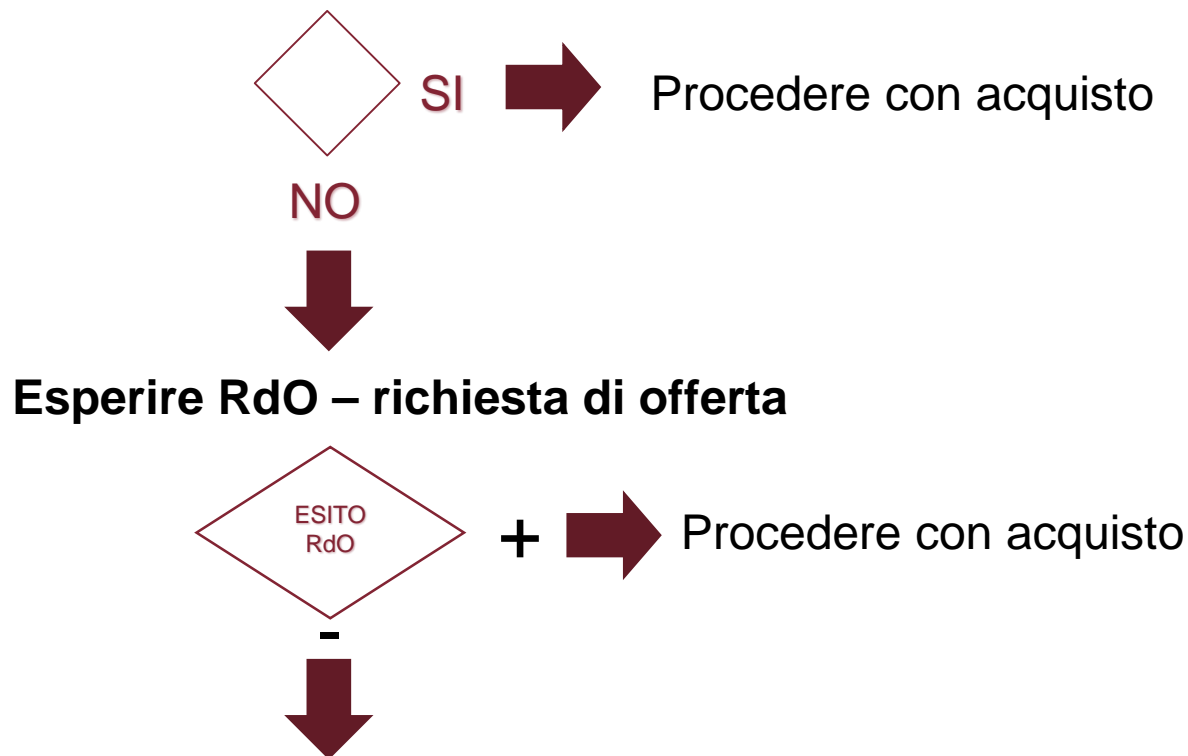 SI
Procedere con acquisto
NO
Esperire RdO – richiesta di offerta
ESITO
RdO
+
Procedere con acquisto
-